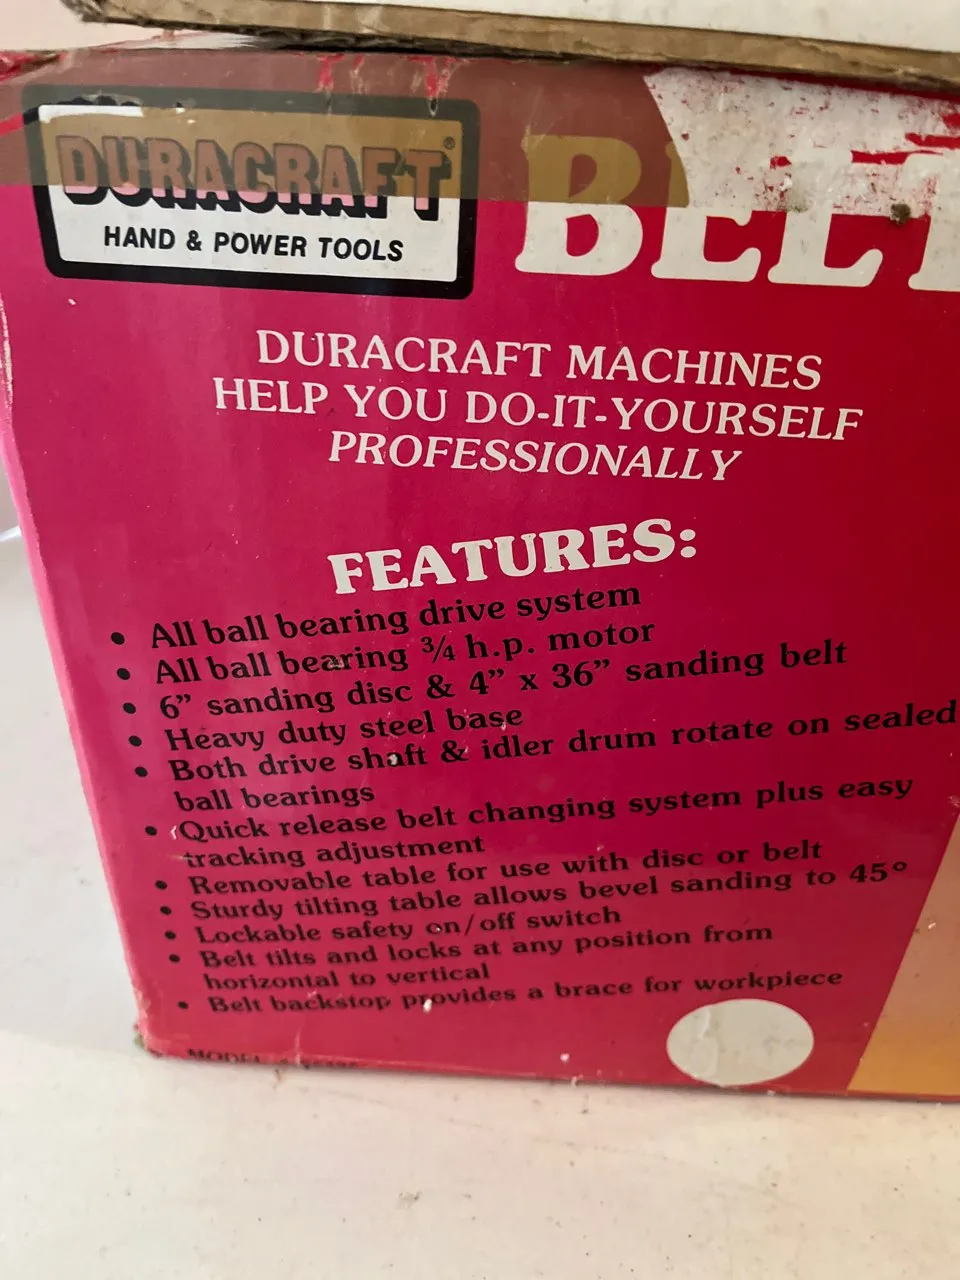 DURACRAFT®
HAND & POWER TOOLS
BELT
DURACRAFT MACHINES
HELP YOU DO-IT-YOURSELF
PROFESSIONALLY
FEATURES:
• All ball bearing drive system
• All ball bearing ¾ h.p. motor
• 6” sanding disc & 4” x 36” sanding belt
• Heavy duty steel base
• Both drive shaft & idler drum rotate on sealed
ball bearings
• Quick release belt changing system plus easy
tracking adjustment
• Removable table for use with disc or belt
• Sturdy tilting table allows bevel sanding to 45°
• Lockable safety on/off switch
• Belt tilts and locks at any position from
horizontal to vertical
• Belt backstop provides a brace for workpiece
MODEL